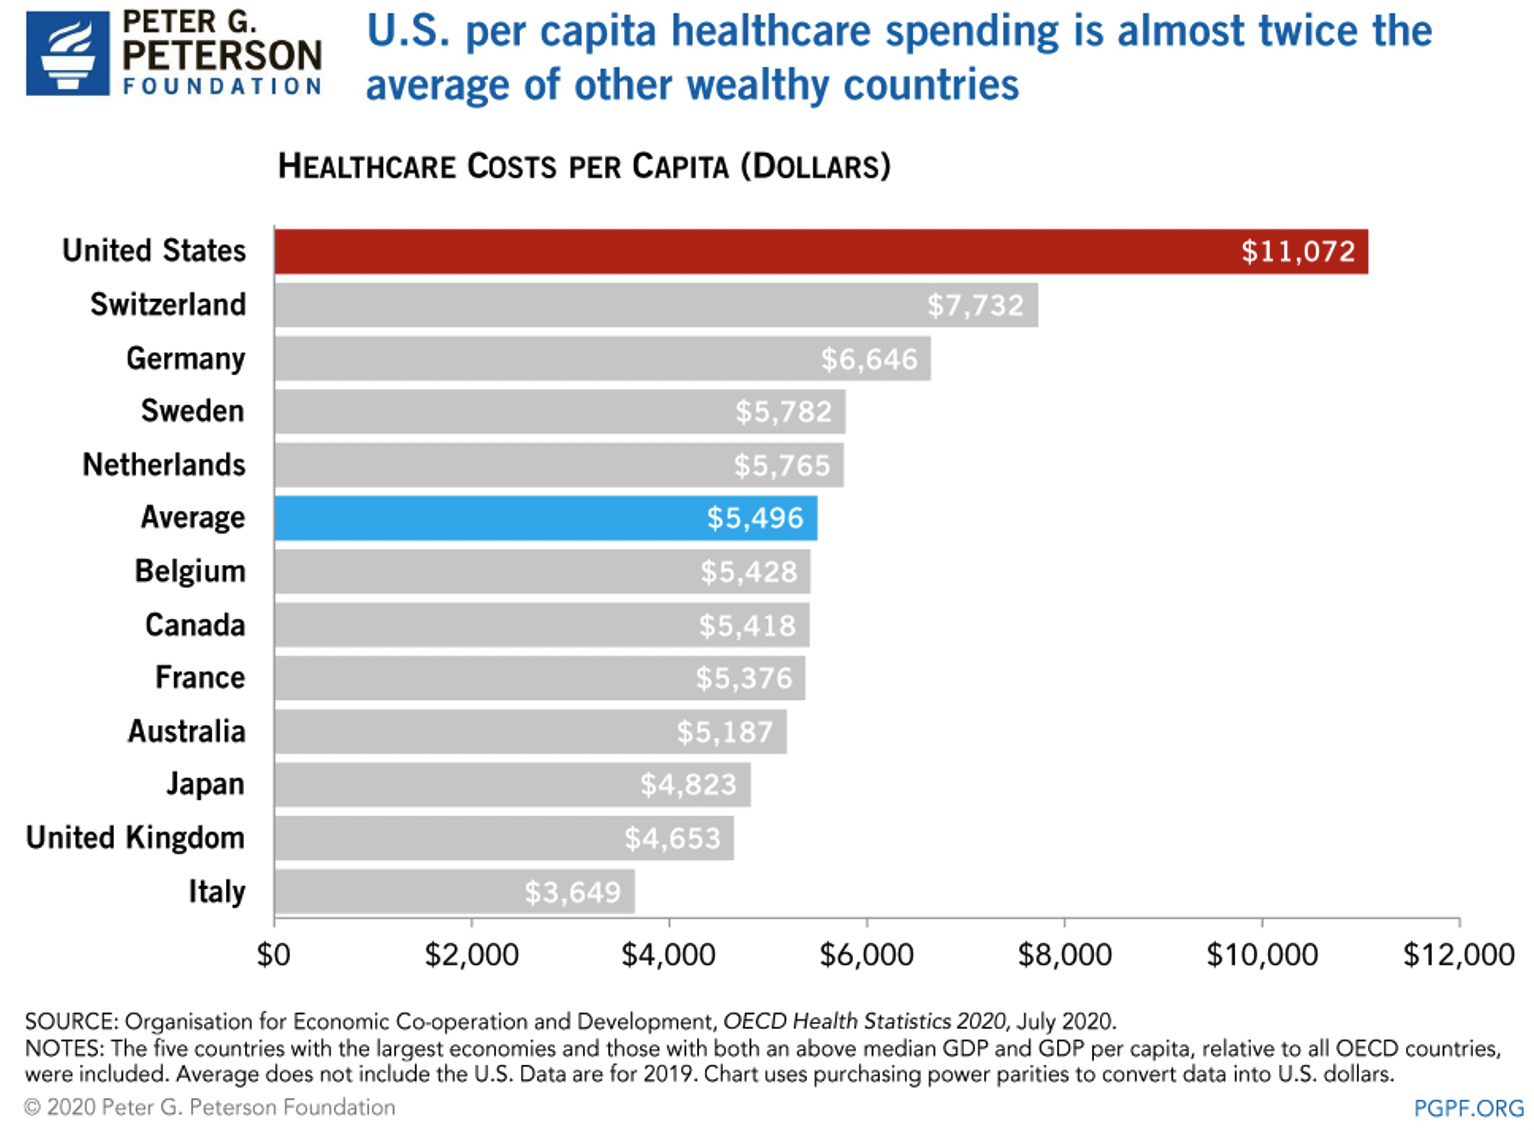 PETER G.
PETERSON
FOUNDATION
U.S. per capita healthcare spending is almost twice the
average of other wealthy countries
HEALTHCARE COSTS PER CAPITA (DOLLARS)
United States $11,072
Switzerland $7,732
Germany $6,646
Sweden $5,782
Netherlands $5,765
Average $5,496
Belgium $5,428
Canada $5,418
France $5,376
Australia $5,187
Japan $4,823
United Kingdom $4,653
Italy $3,649
$0 $2,000 $4,000 $6,000 $8,000 $10,000 $12,000
SOURCE: Organisation for Economic Co-operation and Development, OECD Health Statistics 2020, July 2020.
NOTES: The five countries with the largest economies and those with both an above median GDP and GDP per capita, relative to all OECD countries,
were included. Average does not include the U.S. Data are for 2019. Chart uses purchasing power parities to convert data into U.S. dollars.
© 2020 Peter G. Peterson Foundation PGPF.ORG